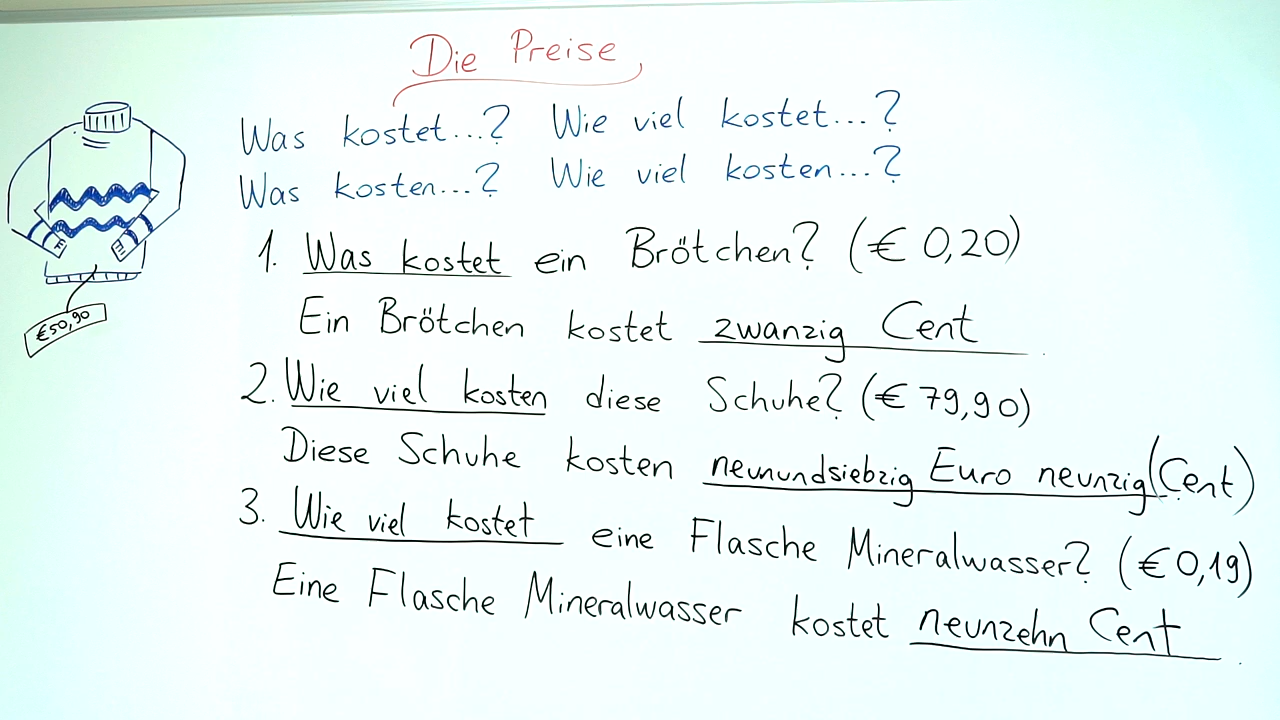 Die Preise
Was kostet...? Wie viel kostet...?
Was kosten...? Wie viel kosten...?
1. Was kostet ein Brötchen? (€ 0,20)
Ein Brötchen kostet zwanzig Cent
2. Wie viel kosten diese Schuhe? (€ 79,90)
Diese Schuhe kosten neunundsiebzig Euro neunzig (Cent)
3. Wie viel kostet eine Flasche Mineralwasser? (€ 0,19)
Eine Flasche Mineralwasser kostet neunzehn Cent.
€50,90